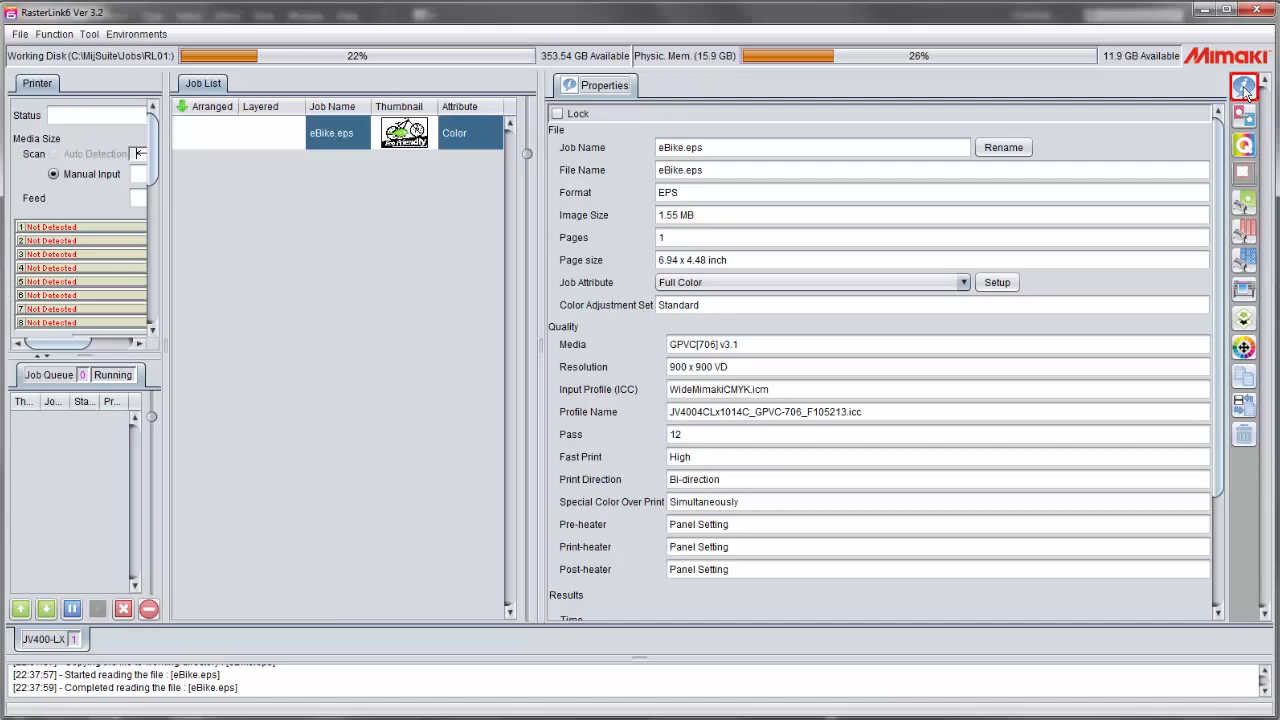 RasterLink6 Ver 3.2
File Function Tool Environments
Working Disk (C:\MijSuite\Jobs\RL01:) 22% 353.54 GB Available Physic. Mem. (15.9 GB) 26% 11.9 GB Available Mimaki
Printer
Status
Media Size
Scan Auto Detection
Manual Input
Feed
1 Not Detected
2 Not Detected
3 Not Detected
4 Not Detected
5 Not Detected
6 Not Detected
7 Not Detected
8 Not Detected
Job Queue 0 Running
Th... Jo... Sta... Pr...
Job List
Arranged Layered Job Name Thumbnail Attribute
eBike.eps Color
Eco Friendly
Properties
Lock
File
Job Name eBike.eps Rename
File Name eBike.eps
Format EPS
Image Size 1.55 MB
Pages 1
Page size 6.94 x 4.48 inch
Job Attribute Full Color Setup
Color Adjustment Set Standard
Quality
Media GPVC[706] v3.1
Resolution 900 x 900 VD
Input Profile (ICC) WideMimakiCMYK.icm
Profile Name JV4004CLx1014C_GPVC-706_F105213.icc
Pass 12
Fast Print High
Print Direction Bi-direction
Special Color Over Print Simultaneously
Pre-heater Panel Setting
Print-heater Panel Setting
Post-heater Panel Setting
Results
Time
JV400-LX 1
[22:37:57] - Started reading the file : [eBike.eps]
[22:37:59] - Completed reading the file : [eBike.eps]